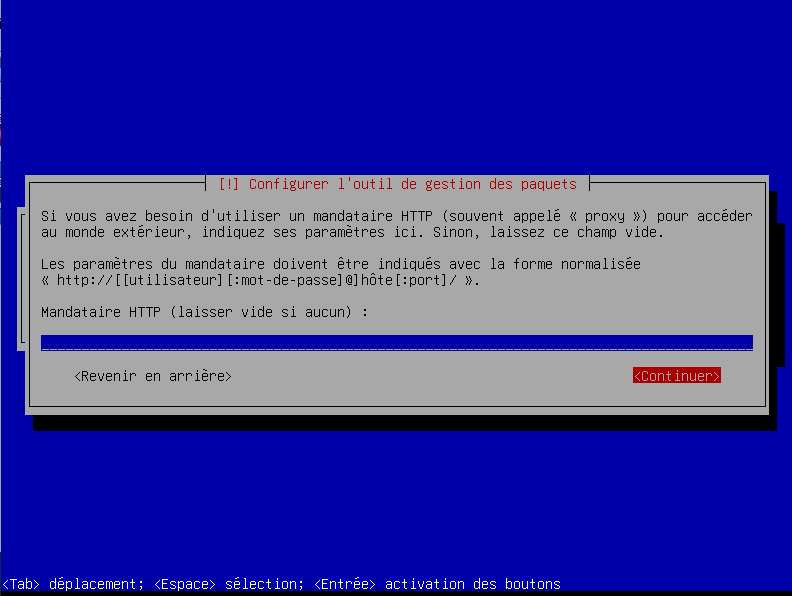 [!] Configurer l'outil de gestion des paquets
Si vous avez besoin d'utiliser un mandataire HTTP (souvent appelé « proxy ») pour accéder
au monde extérieur, indiquez ses paramètres ici. Sinon, laissez ce champ vide.
Les paramètres du mandataire doivent être indiqués avec la forme normalisée
« http://[[utilisateur][:mot-de-passe]@]hôte[:port]/ ».
Mandataire HTTP (laisser vide si aucun) :
<Revenir en arrière> <Continuer>
<Tab> déplacement; <Espace> sélection; <Entrée> activation des boutons